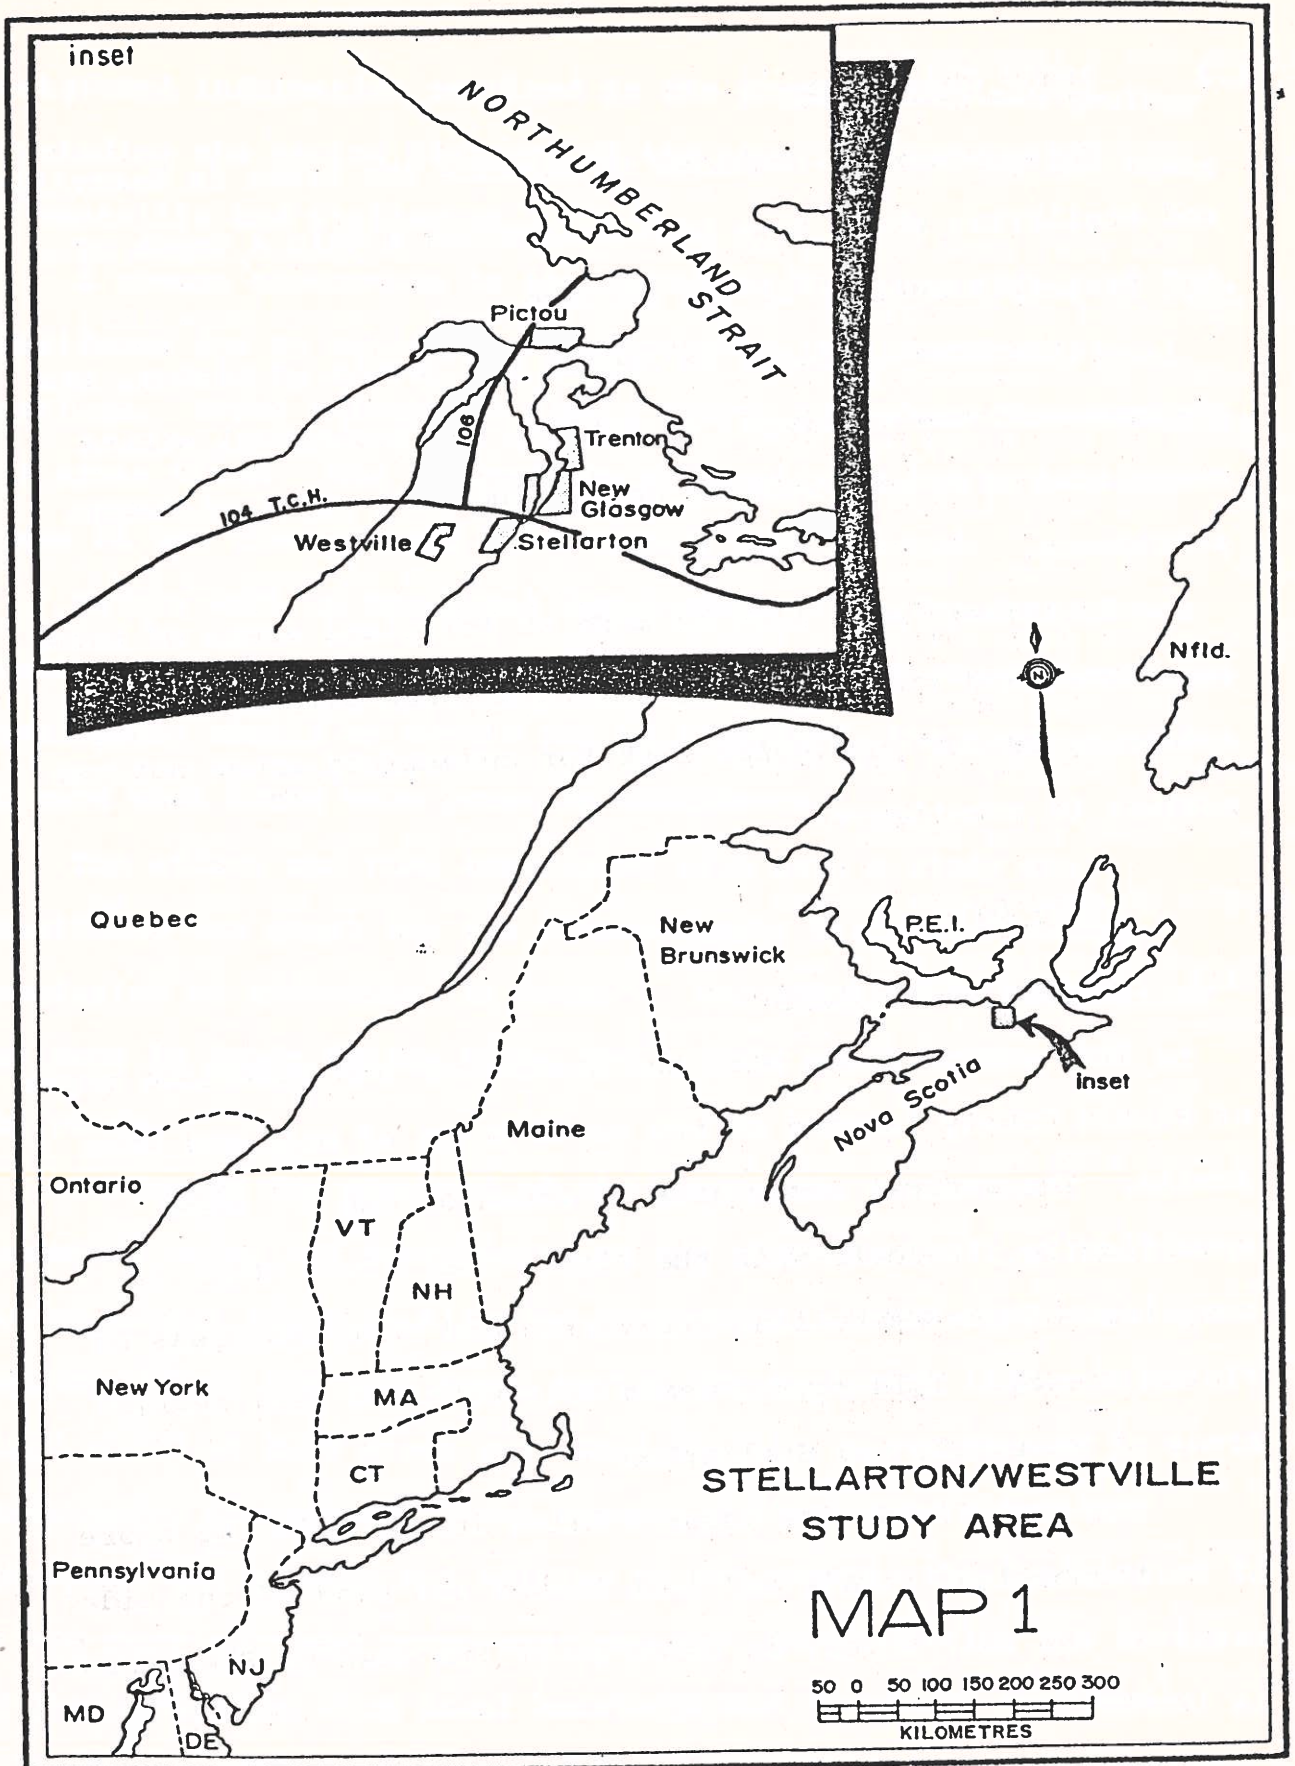 inset
NORTHUMBERLAND
STRAIT
Pictou
106
Trenton
New
Glasgow
104 T.C.H.
Westville
Stellarton
N
Nfld.
Quebec
New
Brunswick
P.E.I.
inset
Nova Scotia
Maine
Ontario
VT
NH
New York
MA
CT
STELLARTON/WESTVILLE
STUDY AREA
Pennsylvania
MAP 1
NJ
50 0 50 100 150 200 250 300
MD
KILOMETRES
DE